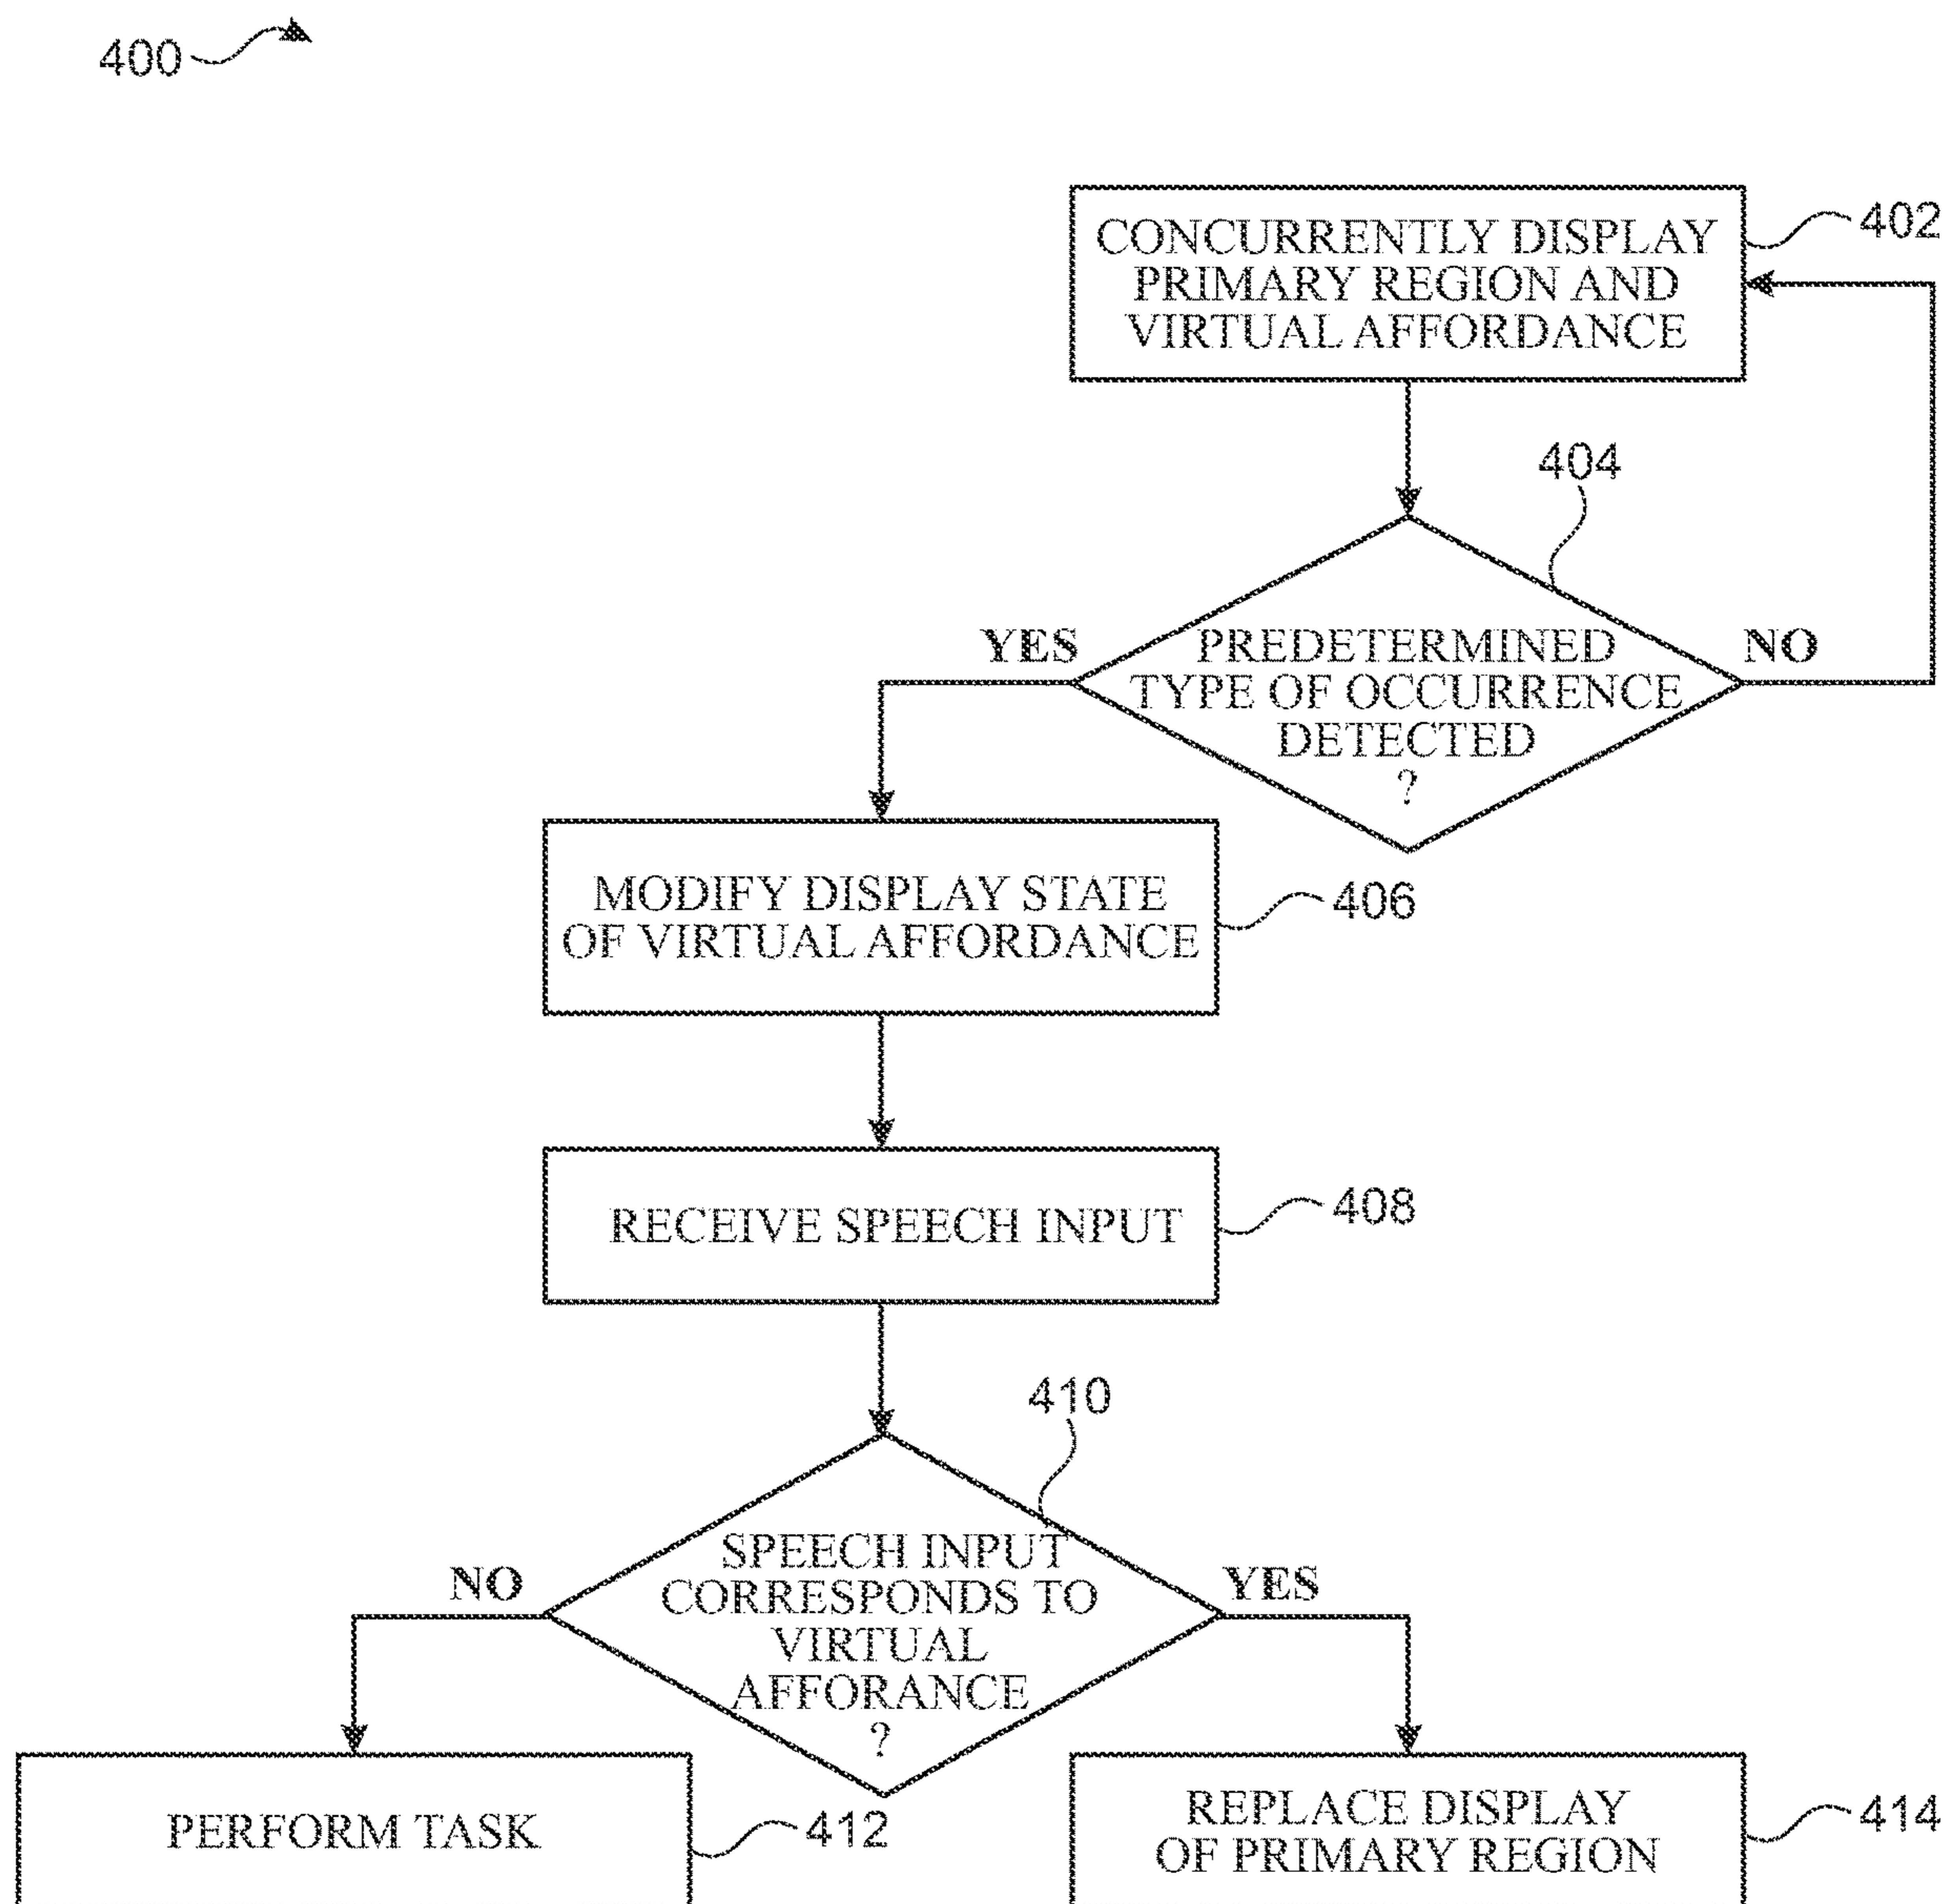 400
CONCURRENTLY DISPLAY
PRIMARY REGION AND
VIRTUAL AFFORDANCE
402
404
YES
PREDETERMINED
TYPE OF OCCURRENCE
DETECTED
?
NO
MODIFY DISPLAY STATE
OF VIRTUAL AFFORDANCE
406
RECEIVE SPEECH INPUT
408
410
NO
SPEECH INPUT
CORRESPONDS TO
VIRTUAL
AFFORANCE
?
YES
PERFORM TASK
412
REPLACE DISPLAY
OF PRIMARY REGION
414